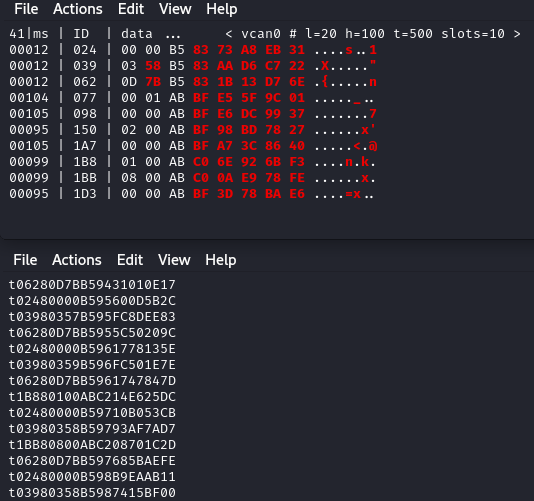 File Actions Edit View Help
41|ms | ID | data ... < vcan0 # l=20 h=100 t=500 slots=10 >
00012 | 024 | 00 00 B5 83 73 A8 EB 31 ....s..1
00012 | 039 | 03 58 B5 83 AA D6 C7 22 .X....."
00012 | 062 | 0D 7B B5 83 1B 13 D7 6E .{.....n
00104 | 077 | 00 01 AB BF E5 5F 9C 01 ....._..
00105 | 098 | 00 00 AB BF E6 DC 99 37 .......7
00095 | 150 | 02 00 AB BF 98 BD 78 27 ......x'
00105 | 1A7 | 00 00 AB BF A7 3C 86 40 .....<.@
00099 | 1B8 | 01 00 AB C0 6E 92 6B F3 ....n.k.
00099 | 1BB | 08 00 AB C0 0A E9 78 FE ......x.
00095 | 1D3 | 00 00 AB BF 3D 78 BA E6 ....=x..
File Actions Edit View Help
t06280D7BB59431010E17
t02480000B595600D5B2C
t03980357B595FC8DEE83
t06280D7BB5955C50209C
t02480000B5961778135E
t03980359B596FC501E7E
t06280D7BB5961747847D
t1B880100ABC214E625DC
t02480000B59710B053CB
t03980358B59793AF7AD7
t1BB80800ABC208701C2D
t06280D7BB597685BAEFE
t02480000B598B9EAAB11
t03980358B5987415BF00